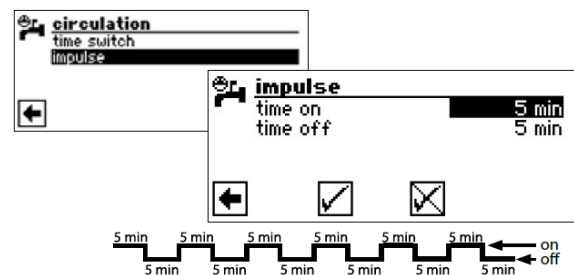 circulation
time switch
impulse
impulse
time on 5 min
time off 5 min
5 min 5 min 5 min 5 min 5 min 5 min on
5 min 5 min 5 min 5 min 5 min 5 min off